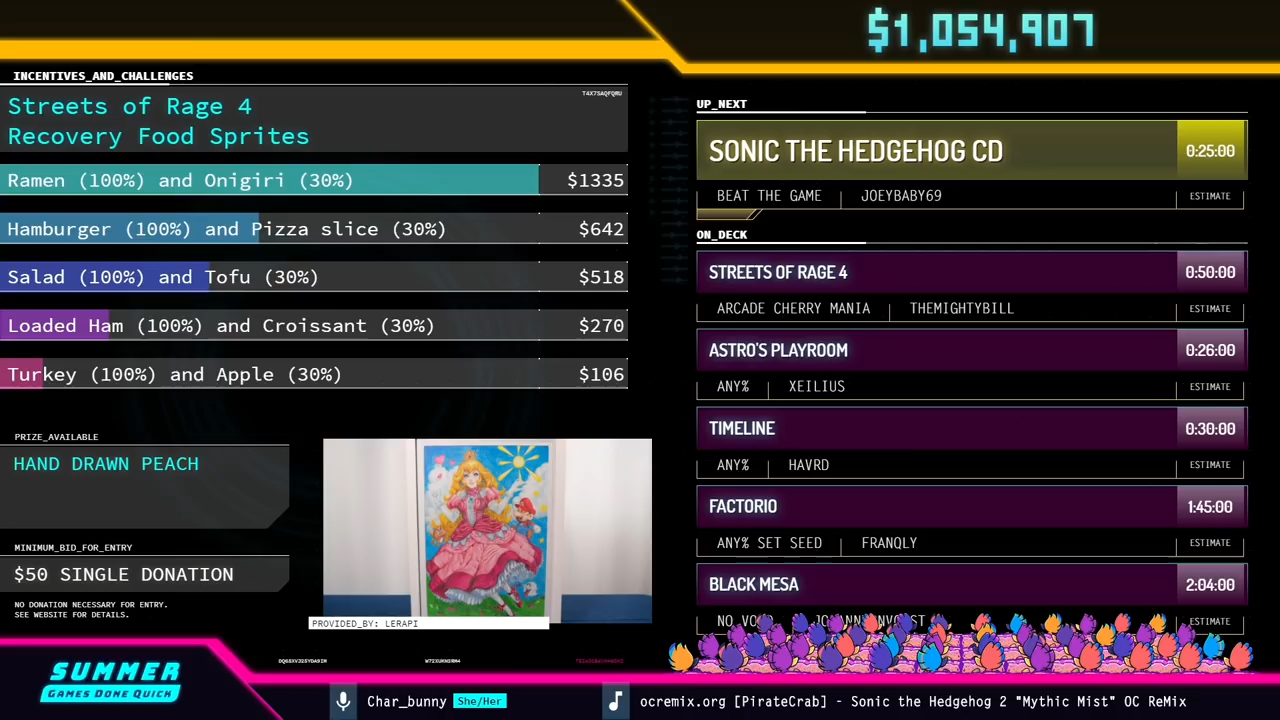 $1,054,907
INCENTIVES_AND_CHALLENGES
Streets of Rage 4
Recovery Food Sprites
Ramen (100%) and Onigiri (30%) $1335
Hamburger (100%) and Pizza slice (30%) $642
Salad (100%) and Tofu (30%) $518
Loaded Ham (100%) and Croissant (30%) $270
Turkey (100%) and Apple (30%) $106
PRIZE_AVAILABLE
HAND DRAWN PEACH
MINIMUM_BID_FOR_ENTRY
$50 SINGLE DONATION
NO DONATION NECESSARY FOR ENTRY.
SEE WEBSITE FOR DETAILS.
PROVIDED_BY: LERAPI
UP_NEXT
SONIC THE HEDGEHOG CD 0:25:00
BEAT THE GAME JOEYBABY69 ESTIMATE
ON_DECK
STREETS OF RAGE 4 0:50:00
ARCADE CHERRY MANIA THEMIGHTYBILL ESTIMATE
ASTRO'S PLAYROOM 0:26:00
ANY% XEILIUS ESTIMATE
TIMELINE 0:30:00
ANY% HAVRD ESTIMATE
FACTORIO 1:45:00
ANY% SET SEED FRANQLY ESTIMATE
BLACK MESA 2:04:00
NO ESTIMATE
SUMMER
GAMES DONE QUICK
Char_bunny She/Her
ocremix.org [PirateCrab] - Sonic the Hedgehog 2 "Mythic Mist" OC ReMix